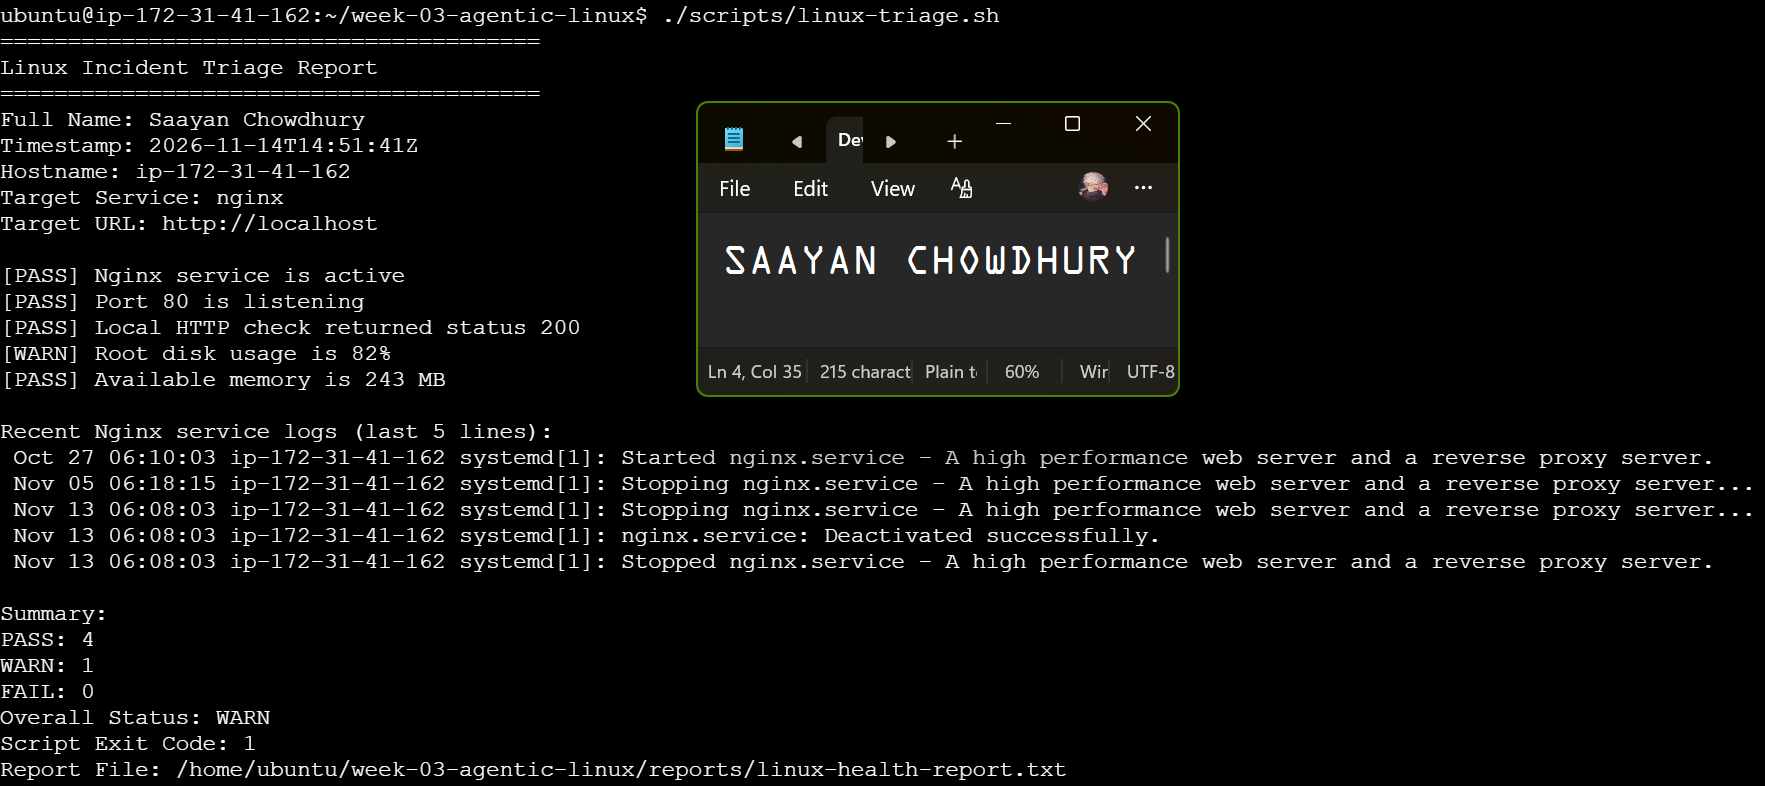 ubuntu@ip-172-31-41-162:~/week-03-agentic-linux$ ./scripts/linux-triage.sh
========================================
Linux Incident Triage Report
========================================
Full Name: Saayan Chowdhury
Timestamp: 2026-11-14T14:51:41Z
Hostname: ip-172-31-41-162
Target Service: nginx
Target URL: http://localhost
[PASS] Nginx service is active
[PASS] Port 80 is listening
[PASS] Local HTTP check returned status 200
[WARN] Root disk usage is 82%
[PASS] Available memory is 243 MB
Recent Nginx service logs (last 5 lines):
Oct 27 06:10:03 ip-172-31-41-162 systemd[1]: Started nginx.service - A high performance web server and a reverse proxy server.
Nov 05 06:18:15 ip-172-31-41-162 systemd[1]: Stopping nginx.service - A high performance web server and a reverse proxy server...
Nov 13 06:08:03 ip-172-31-41-162 systemd[1]: Stopping nginx.service - A high performance web server and a reverse proxy server...
Nov 13 06:08:03 ip-172-31-41-162 systemd[1]: nginx.service: Deactivated successfully.
Nov 13 06:08:03 ip-172-31-41-162 systemd[1]: Stopped nginx.service - A high performance web server and a reverse proxy server.
Summary:
PASS: 4
WARN: 1
FAIL: 0
Overall Status: WARN
Script Exit Code: 1
Report File: /home/ubuntu/week-03-agentic-linux/reports/linux-health-report.txt
De
File Edit View
SAAYAN CHOWDHURY
Ln 4, Col 35 215 charact Plain t 60% Wir UTF-8